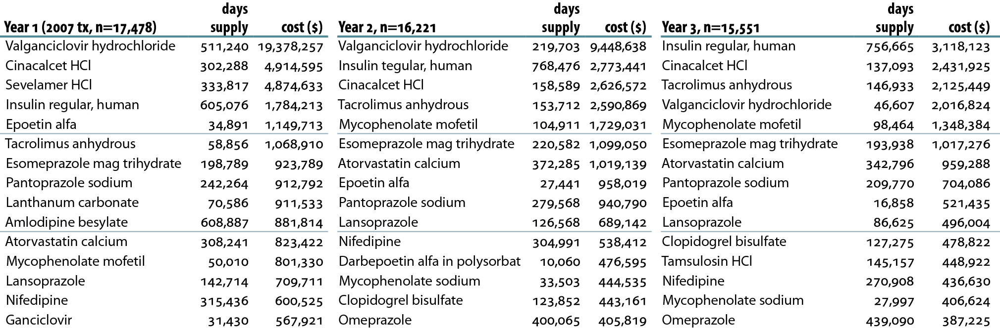 days days days
Year 1 (2007 tx, n=17,478) supply cost ($) Year 2, n=16,221 supply cost ($) Year 3, n=15,551 supply cost ($)
Valganciclovir hydrochloride 511,240 19,378,257 Valganciclovir hydrochloride 219,703 9,448,638 Insulin regular, human 756,665 3,118,123
Cinacalcet HCl 302,288 4,914,595 Insulin tegular, human 768,476 2,773,441 Cinacalcet HCl 137,093 2,431,925
Sevelamer HCl 333,817 4,874,633 Cinacalcet HCl 158,589 2,626,572 Tacrolimus anhydrous 146,933 2,125,449
Insulin regular, human 605,076 1,784,213 Tacrolimus anhydrous 153,712 2,590,869 Valganciclovir hydrochloride 46,607 2,016,824
Epoetin alfa 34,891 1,149,713 Mycophenolate mofetil 104,911 1,729,031 Mycophenolate mofetil 98,464 1,348,384
Tacrolimus anhydrous 58,856 1,068,910 Esomeprazole mag trihydrate 220,582 1,099,050 Esomeprazole mag trihydrate 193,938 1,017,276
Esomeprazole mag trihydrate 198,789 923,789 Atorvastatin calcium 372,285 1,019,139 Atorvastatin calcium 342,796 959,288
Pantoprazole sodium 242,264 912,792 Epoetin alfa 27,441 958,019 Pantoprazole sodium 209,770 704,086
Lanthanum carbonate 70,586 911,533 Pantoprazole sodium 279,568 940,790 Epoetin alfa 16,858 521,435
Amlodipine besylate 608,887 881,814 Lansoprazole 126,568 689,142 Lansoprazole 86,625 496,004
Atorvastatin calcium 308,241 823,422 Nifedipine 304,991 538,412 Clopidogrel bisulfate 127,275 478,822
Mycophenolate mofetil 50,010 801,330 Darbepoetin alfa in polysorbat 10,060 476,595 Tamsulosin HCl 145,157 448,922
Lansoprazole 142,714 709,711 Mycophenolate sodium 33,503 444,535 Nifedipine 270,908 436,630
Nifedipine 315,436 600,525 Clopidogrel bisulfate 123,852 443,161 Mycophenolate sodium 27,997 406,624
Ganciclovir 31,430 567,921 Omeprazole 400,065 405,819 Omeprazole 439,090 387,225